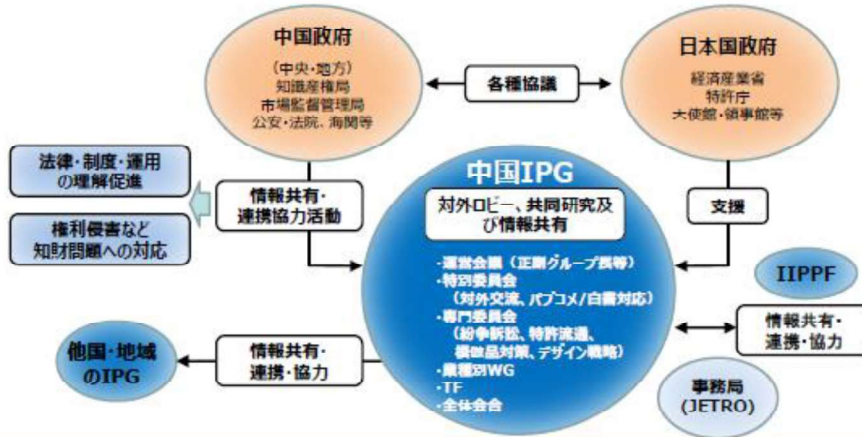 中国政府
(中央・地方)
知識産権局
市場監督管理局
公安・法院、海関等
各種協議
日本国政府
経済産業省
特許庁
大使館・領事館等
法律・制度・運用
の理解促進
権利侵害など
知財問題への対応
情報共有・
連携協力活動
中国IPG
対外ロビー、共同研究及
び情報共有
・運営会議（正副グループ長等）
・特別委員会
（対外交流、パブコメ/白書対応）
・専門委員会
（紛争訴訟、特許流通、
模倣品対策、デザイン戦略）
・業種別WG
・TF
・全体会合
支援
IIPPF
情報共有・
連携・協力
事務局
(JETRO)
他国・地域
のIPG
情報共有・
連携・協力